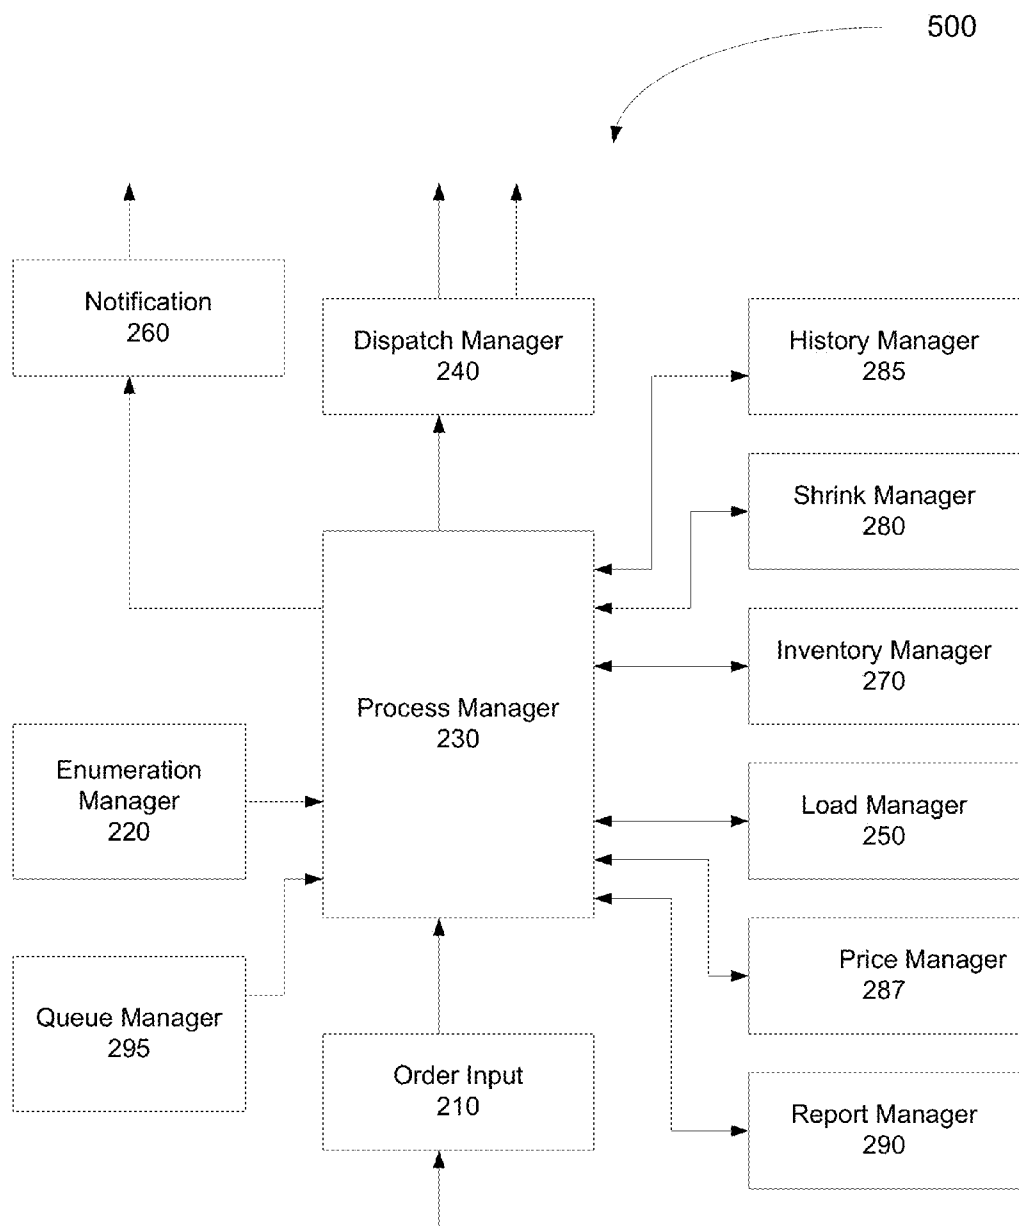 500
Notification
260
Dispatch Manager
240
History Manager
285
Shrink Manager
280
Inventory Manager
270
Process Manager
230
Enumeration
Manager
220
Load Manager
250
Price Manager
287
Queue Manager
295
Order Input
210
Report Manager
290